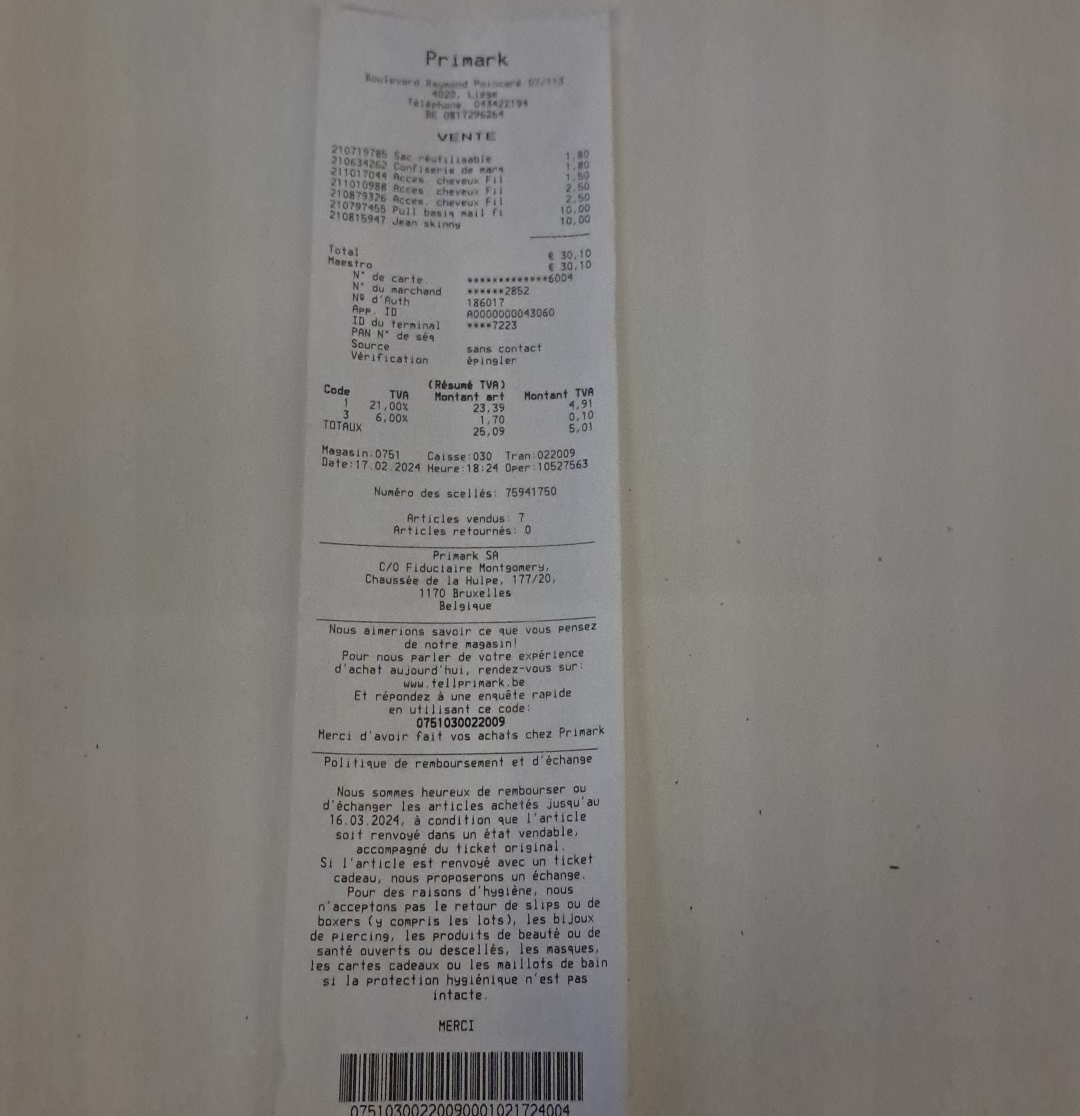 Primark
Boulevard Raymond Poincaré 07/113
4020, Liege
Téléphone 043422194
BE 0817296264
VENTE
210719785 Sac réutilisable 1,80
210634262 Confiserie de mars 1,80
211017044 Acces. cheveux Fil 1,50
211010988 Acces. cheveux Fil 2,50
210879326 Acces. cheveux Fil 2,50
210797455 Pull basiq mail fi 10,00
210815947 Jean skinny 10,00
Total € 30,10
Maestro € 30,10
N° de carte. *************6004
N° du marchand ******2852
Nº d'Auth 186017
App. ID A0000000043060
ID du terminal ****7223
PAN N° de séq
Source sans contact
Vérification épingler
(Résumé TVA)
Code TVA Montant art Montant TVA
1 21,00% 23,39 4,91
3 6,00% 1,70 0,10
TOTAUX 25,09 5,01
Magasin:0751 Caisse:030 Tran:022009
Date:17.02.2024 Heure:18:24 Oper:10527563
Numéro des scellés: 75941750
Articles vendus: 7
Articles retournés: 0
Primark SA
C/O Fiduciaire Montgomery,
Chaussée de la Hulpe, 177/20,
1170 Bruxelles
Belgique
Nous aimerions savoir ce que vous pensez
de notre magasin!
Pour nous parler de votre expérience
d'achat aujourd'hui, rendez-vous sur:
www.tellprimark.be
Et répondez à une enquête rapide
en utilisant ce code:
0751030022009
Merci d'avoir fait vos achats chez Primark
Politique de remboursement et d'échange
Nous sommes heureux de rembourser ou
d'échanger les articles achetés jusqu'au
16.03.2024, à condition que l'article
soit renvoyé dans un état vendable,
accompagné du ticket original.
Si l'article est renvoyé avec un ticket
cadeau, nous proposerons un échange.
Pour des raisons d'hygiène, nous
n'acceptons pas le retour de slips ou de
boxers (y compris les lots), les bijoux
de piercing, les produits de beauté ou de
santé ouverts ou descellés, les masques,
les cartes cadeaux ou les maillots de bain
si la protection hygiénique n'est pas
intacte.
MERCI
07510300220090001021724004